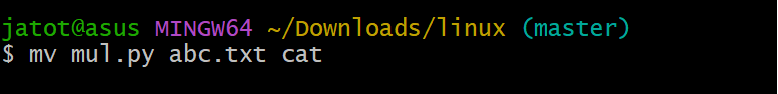 jatot@asus MINGW64 ~/Downloads/linux (master)
$ mv mul.py abc.txt cat